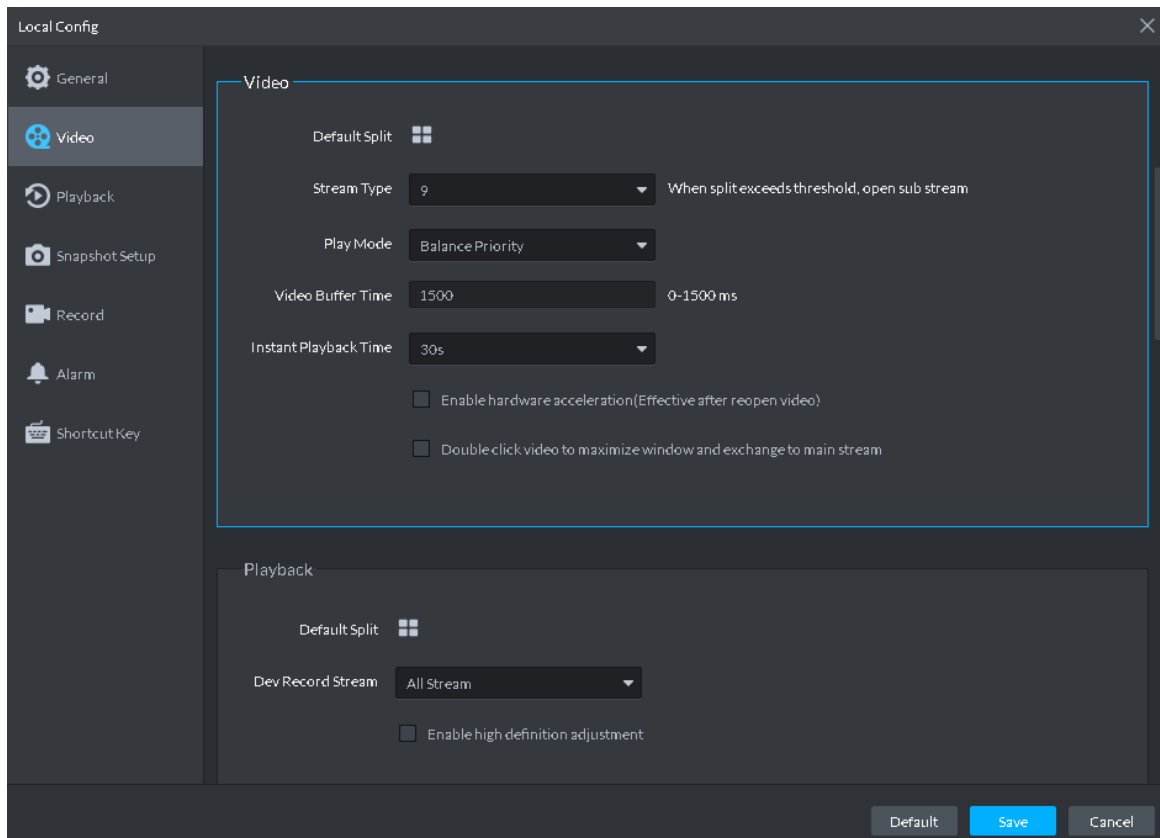 Local Config
General
Video
Playback
Snapshot Setup
Record
Alarm
Shortcut Key
Video
Default Split
Stream Type 9 When split exceeds threshold, open sub stream
Play Mode Balance Priority
Video Buffer Time 1500 0-1500 ms
Instant Playback Time 30s
Enable hardware acceleration(Effective after reopen video)
Double click video to maximize window and exchange to main stream
Playback
Default Split
Dev Record Stream All Stream
Enable high definition adjustment
Default Save Cancel